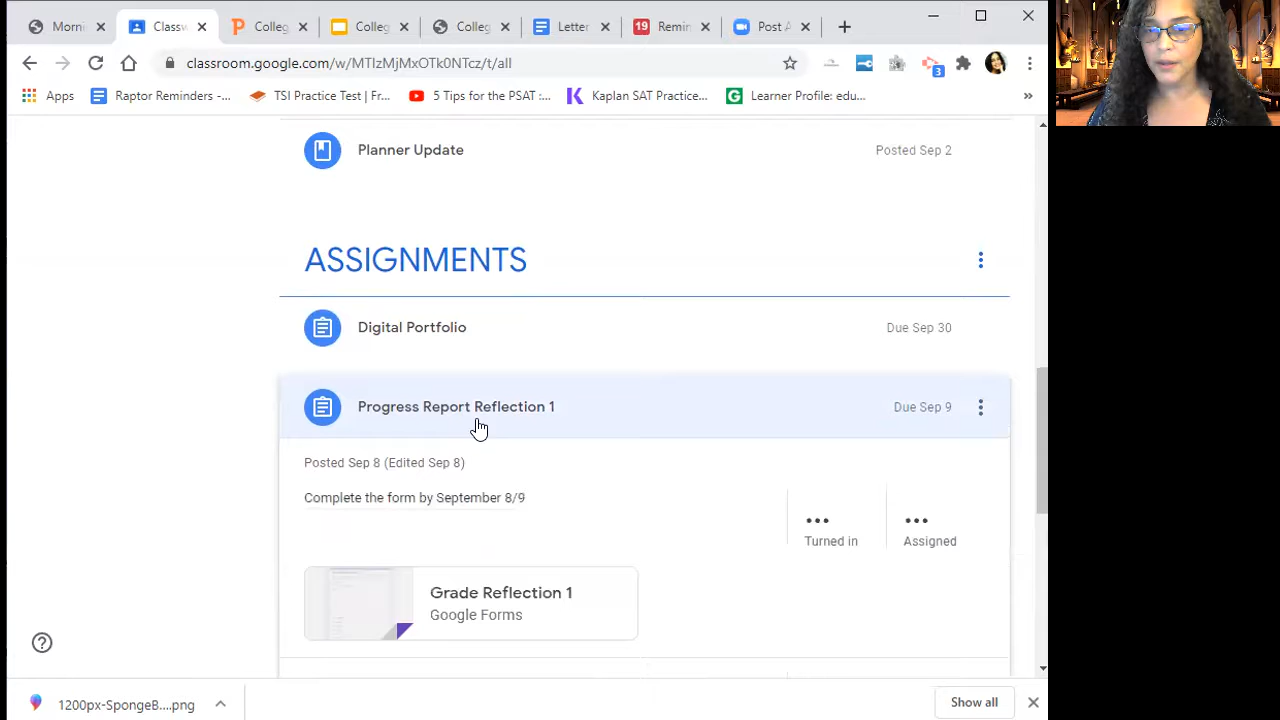 Morni
Classw
Colleg
Colleg
Colleg
Letter
19
Remin
Post A
classroom.google.com/w/MTIzMjMxOTk0NTcz/t/all
3
Apps
Raptor Reminders -...
TSI Practice Test | Fr...
5 Tips for the PSAT :...
Kaplan SAT Practice...
Learner Profile: edu...
»
Planner Update
Posted Sep 2
ASSIGNMENTS
Digital Portfolio
Due Sep 30
Progress Report Reflection 1
Due Sep 9
Posted Sep 8 (Edited Sep 8)
Complete the form by September 8/9
Turned in
Assigned
Grade Reflection 1
Google Forms
1200px-SpongeB....png
Show all